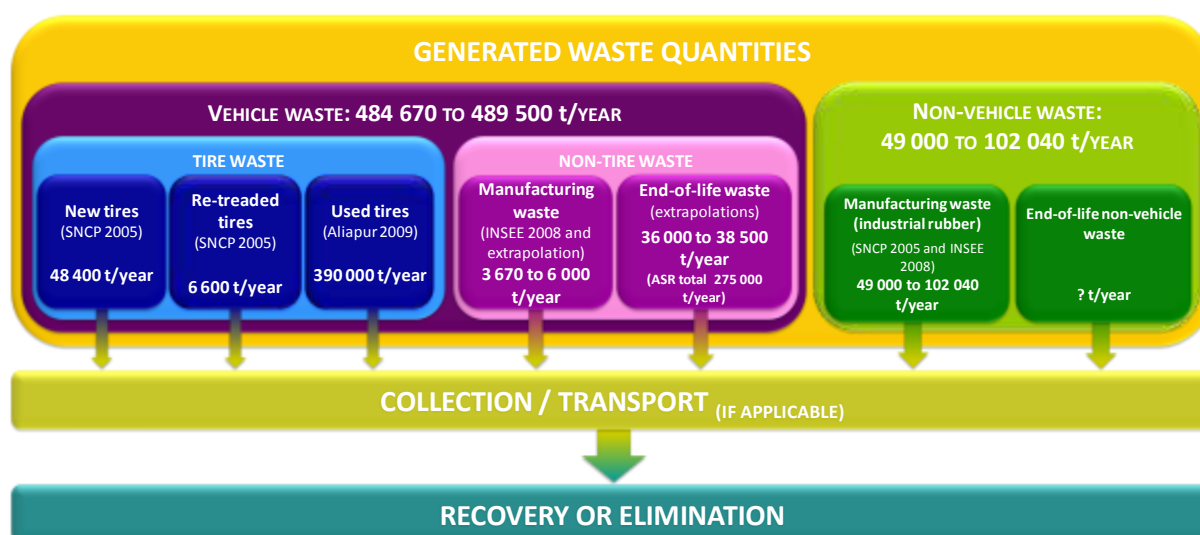 GENERATED WASTE QUANTITIES
VEHICLE WASTE: 484 670 TO 489 500 T/YEAR
NON-VEHICLE WASTE:
49 000 TO 102 040 T/YEAR
TIRE WASTE
NON-TIRE WASTE
New tires
(SNCP 2005)
48 400 t/year
Re-treaded
tires
(SNCP 2005)
6 600 t/year
Used tires
(Aliapur 2009)
390 000 t/year
Manufacturing
waste
(INSEE 2008 and
extrapolation)
3 670 to 6 000
t/year
End-of-life waste
(extrapolations)
36 000 to 38 500
t/year
(ASR total 275 000
t/year)
Manufacturing waste
(industrial rubber)
(SNCP 2005 and INSEE
2008)
49 000 to 102 040
t/year
End-of-life non-vehicle
waste
? t/year
COLLECTION / TRANSPORT (IF APPLICABLE)
RECOVERY OR ELIMINATION